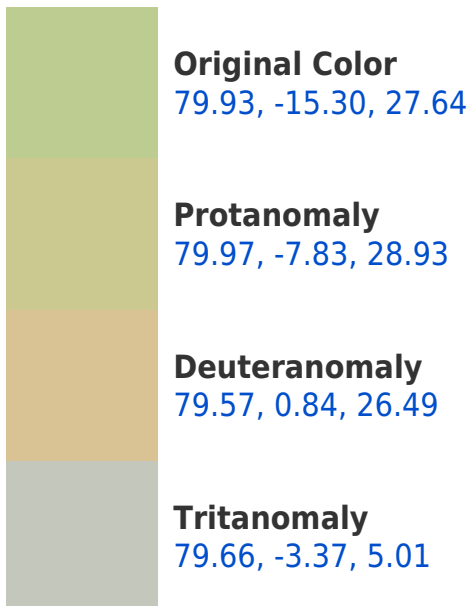 Original Color
79.93, -15.30, 27.64
Protanomaly
79.97, -7.83, 28.93
Deuteranomaly
79.57, 0.84, 26.49
Tritanomaly
79.66, -3.37, 5.01